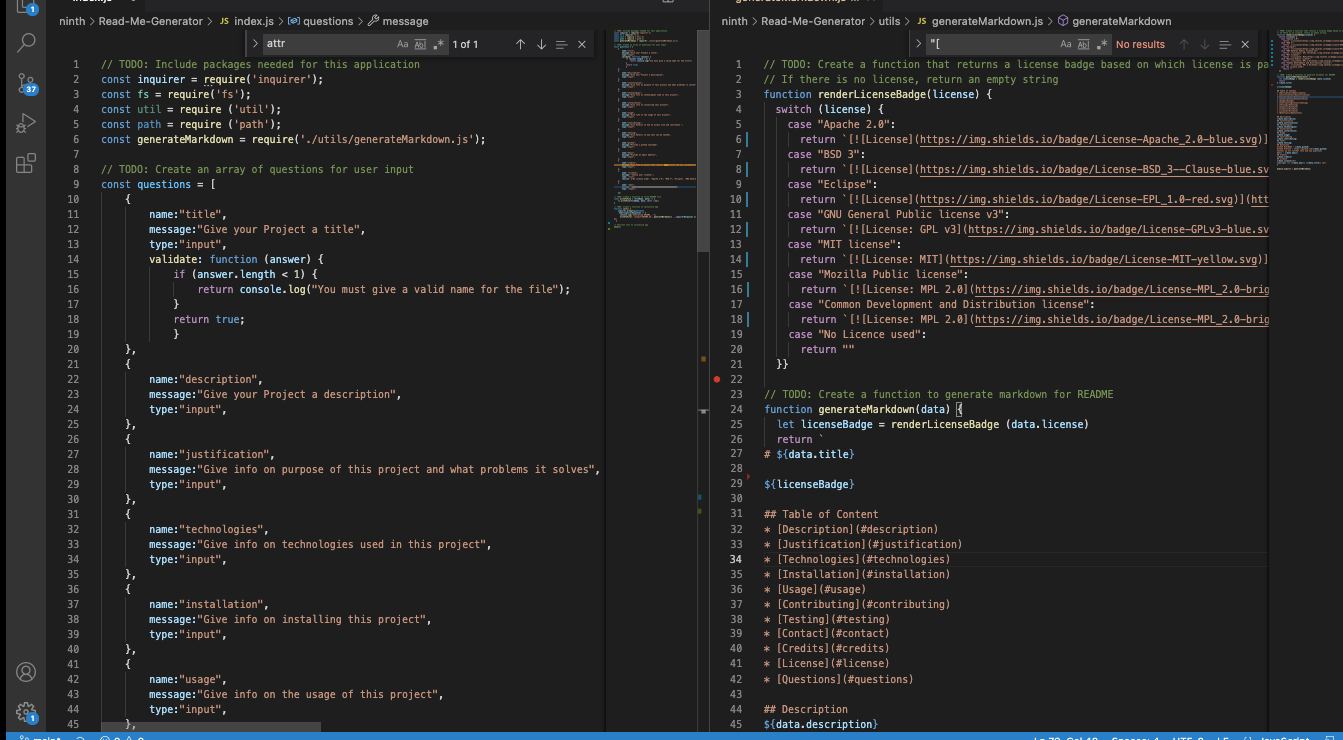 1
ninth > Read-Me-Generator > JS index.js > questions > message
attr Aa Ab .* 1 of 1
37
1 // TODO: Include packages needed for this application
2 const inquirer = require('inquirer');
3 const fs = require('fs');
4 const util = require ('util');
5 const path = require ('path');
6 const generateMarkdown = require('./utils/generateMarkdown.js');
7
8 // TODO: Create an array of questions for user input
9 const questions = [
10 {
11 name:"title",
12 message:"Give your Project a title",
13 type:"input",
14 validate: function (answer) {
15 if (answer.length < 1) {
16 return console.log("You must give a valid name for the file");
17 }
18 return true;
19 }
20 },
21 {
22 name:"description",
23 message:"Give your Project a description",
24 type:"input",
25 },
26 {
27 name:"justification",
28 message:"Give info on purpose of this project and what problems it solves",
29 type:"input",
30 },
31 {
32 name:"technologies",
33 message:"Give info on technologies used in this project",
34 type:"input",
35 },
36 {
37 name:"installation",
38 message:"Give info on installing this project",
39 type:"input",
40 },
41 {
42 name:"usage",
43 message:"Give info on the usage of this project",
44 type:"input",
45 },
1
ninth > Read-Me-Generator > utils > JS generateMarkdown.js > generateMarkdown
"[ Aa Ab .* No results
1 // TODO: Create a function that returns a license badge based on which license is pa
2 // If there is no license, return an empty string
3 function renderLicenseBadge(license) {
4 switch (license) {
5 case "Apache 2.0":
6 return `[![License](https://img.shields.io/badge/License-Apache_2.0-blue.svg)]
7 case "BSD 3":
8 return `[![License](https://img.shields.io/badge/License-BSD_3--Clause-blue.sv
9 case "Eclipse":
10 return `[![License](https://img.shields.io/badge/License-EPL_1.0-red.svg)](htt
11 case "GNU General Public license v3":
12 return `[![License: GPL v3](https://img.shields.io/badge/License-GPLv3-blue.sv
13 case "MIT license":
14 return `[![License: MIT](https://img.shields.io/badge/License-MIT-yellow.svg)]
15 case "Mozilla Public license":
16 return `[![License: MPL 2.0](https://img.shields.io/badge/License-MPL_2.0-brig
17 case "Common Development and Distribution license":
18 return `[![License: MPL 2.0](https://img.shields.io/badge/License-MPL_2.0-brig
19 case "No Licence used":
20 return ""
21 }}
22
23 // TODO: Create a function to generate markdown for README
24 function generateMarkdown(data) {
25 let licenseBadge = renderLicenseBadge (data.license)
26 return `
27 # ${data.title}
28
29 ${licenseBadge}
30
31 ## Table of Content
32 * [Description](#description)
33 * [Justification](#justification)
34 * [Technologies](#technologies)
35 * [Installation](#installation)
36 * [Usage](#usage)
37 * [Contributing](#contributing)
38 * [Testing](#testing)
39 * [Contact](#contact)
40 * [Credits](#credits)
41 * [License](#license)
42 * [Questions](#questions)
43
44 ## Description
45 ${data.description}